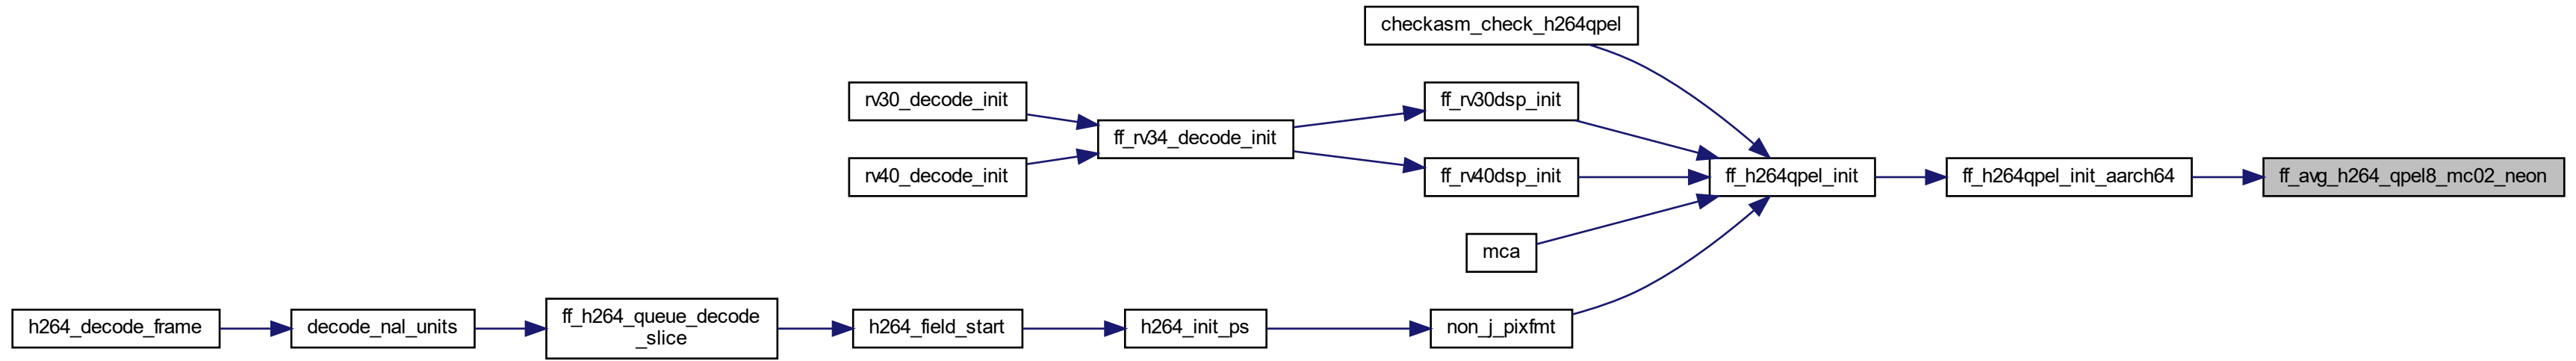 checkasm_check_h264qpel
rv30_decode_init
ff_rv30dsp_init
ff_rv34_decode_init
rv40_decode_init
ff_rv40dsp_init
ff_h264qpel_init
ff_h264qpel_init_aarch64
ff_avg_h264_qpel8_mc02_neon
mca
h264_decode_frame
decode_nal_units
ff_h264_queue_decode
_slice
h264_field_start
h264_init_ps
non_j_pixfmt